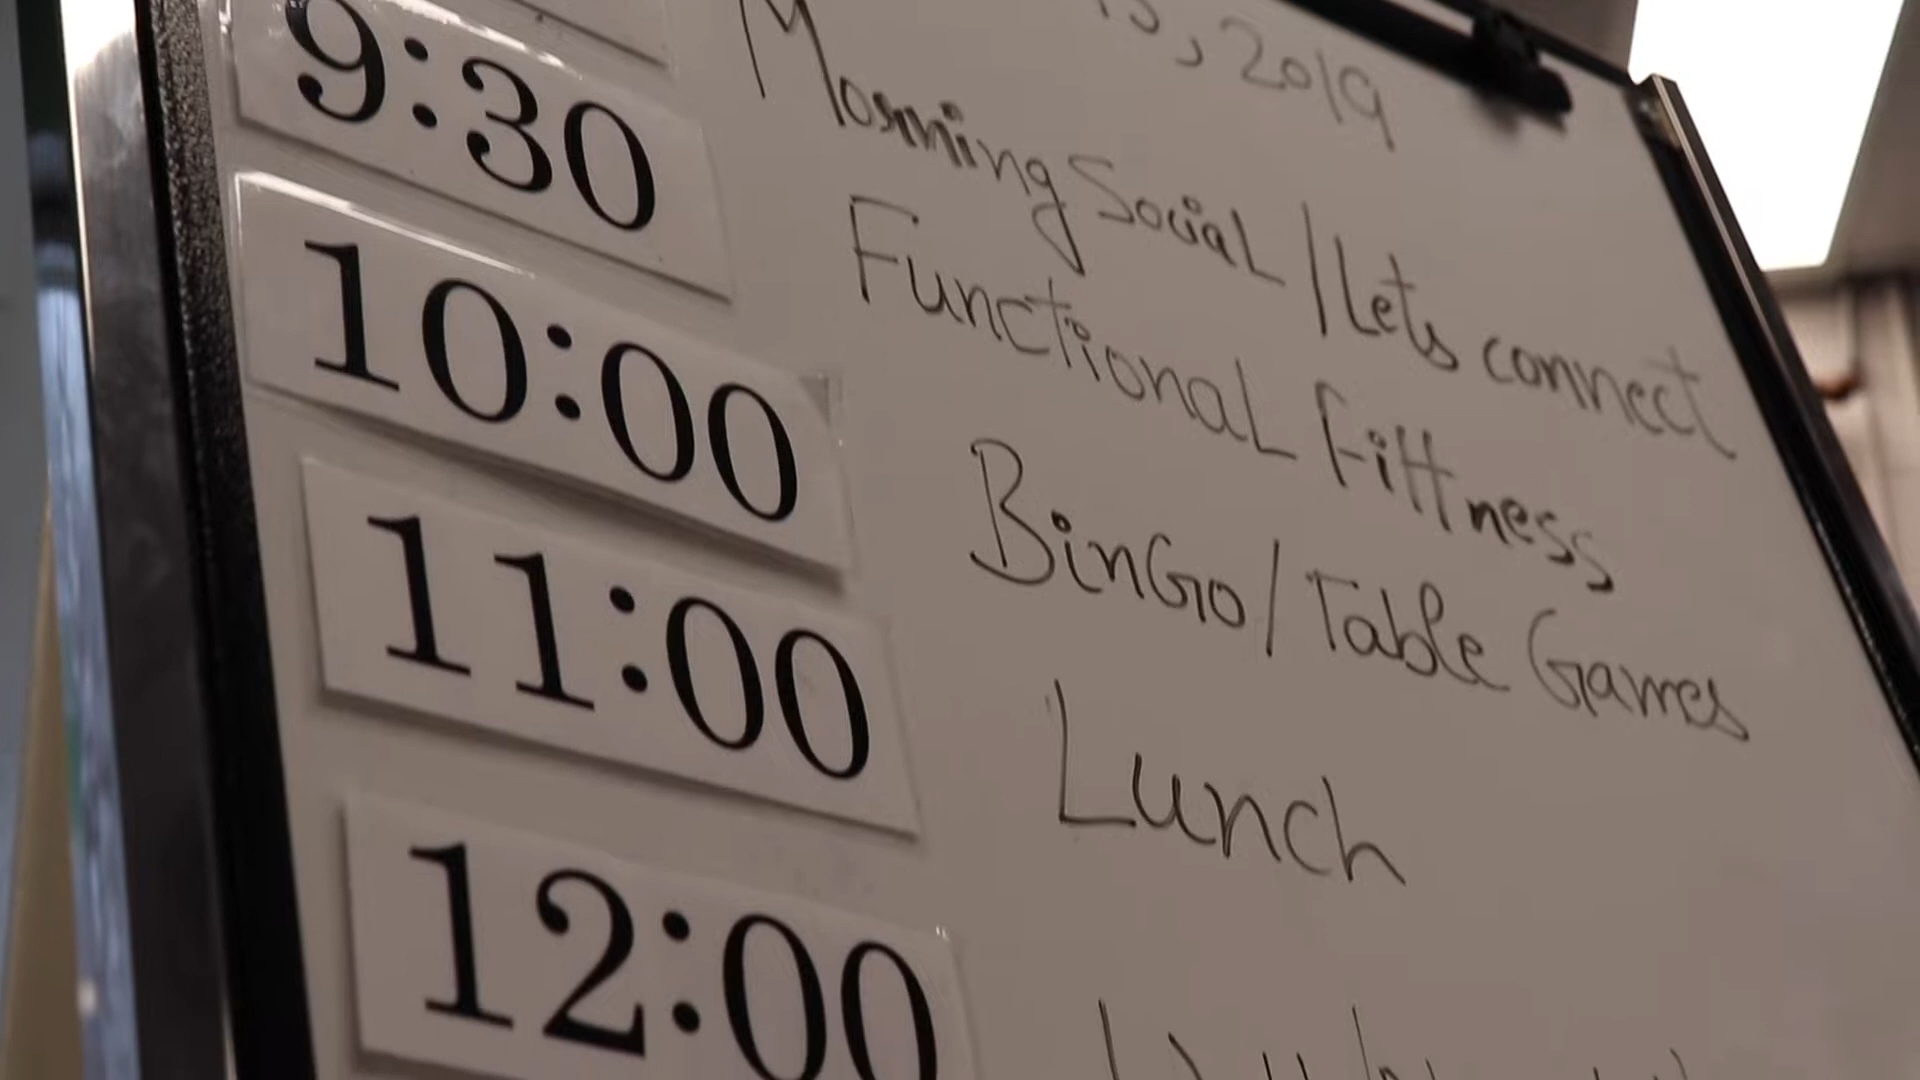 2019
Morning Social / Lets connect
9:30 Functional Fittness
10:00 BinGo / Table Games
11:00 Lunch
12:00